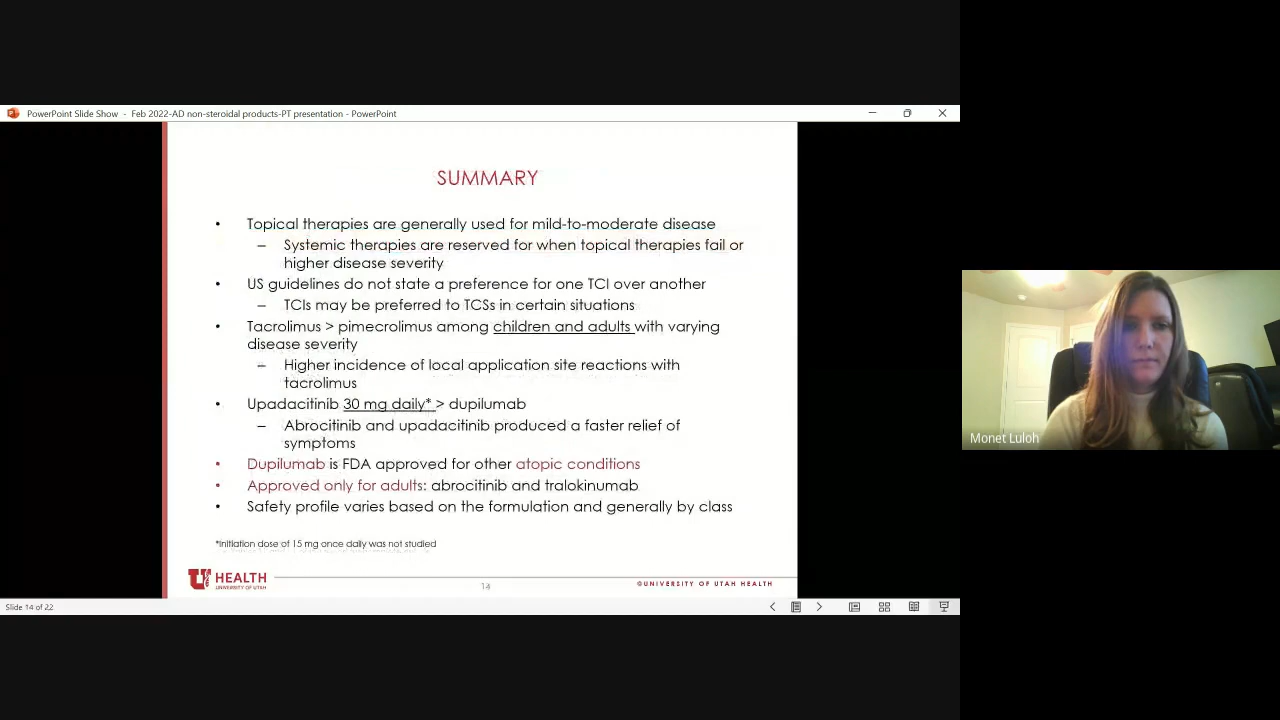 PowerPoint Slide Show - Feb 2022-AD non-steroidal products-PT presentation - PowerPoint
SUMMARY
• Topical therapies are generally used for mild-to-moderate disease
– Systemic therapies are reserved for when topical therapies fail or
higher disease severity
• US guidelines do not state a preference for one TCI over another
– TCIs may be preferred to TCSs in certain situations
• Tacrolimus > pimecrolimus among children and adults with varying
disease severity
– Higher incidence of local application site reactions with
tacrolimus
• Upadacitinib 30 mg daily* > dupilumab
– Abrocitinib and upadacitinib produced a faster relief of
symptoms
• Dupilumab is FDA approved for other atopic conditions
• Approved only for adults: abrocitinib and tralokinumab
• Safety profile varies based on the formulation and generally by class
*Initiation dose of 15 mg once daily was not studied
U HEALTH
UNIVERSITY OF UTAH
14
©UNIVERSITY OF UTAH HEALTH
Slide 14 of 22
Monet Luloh